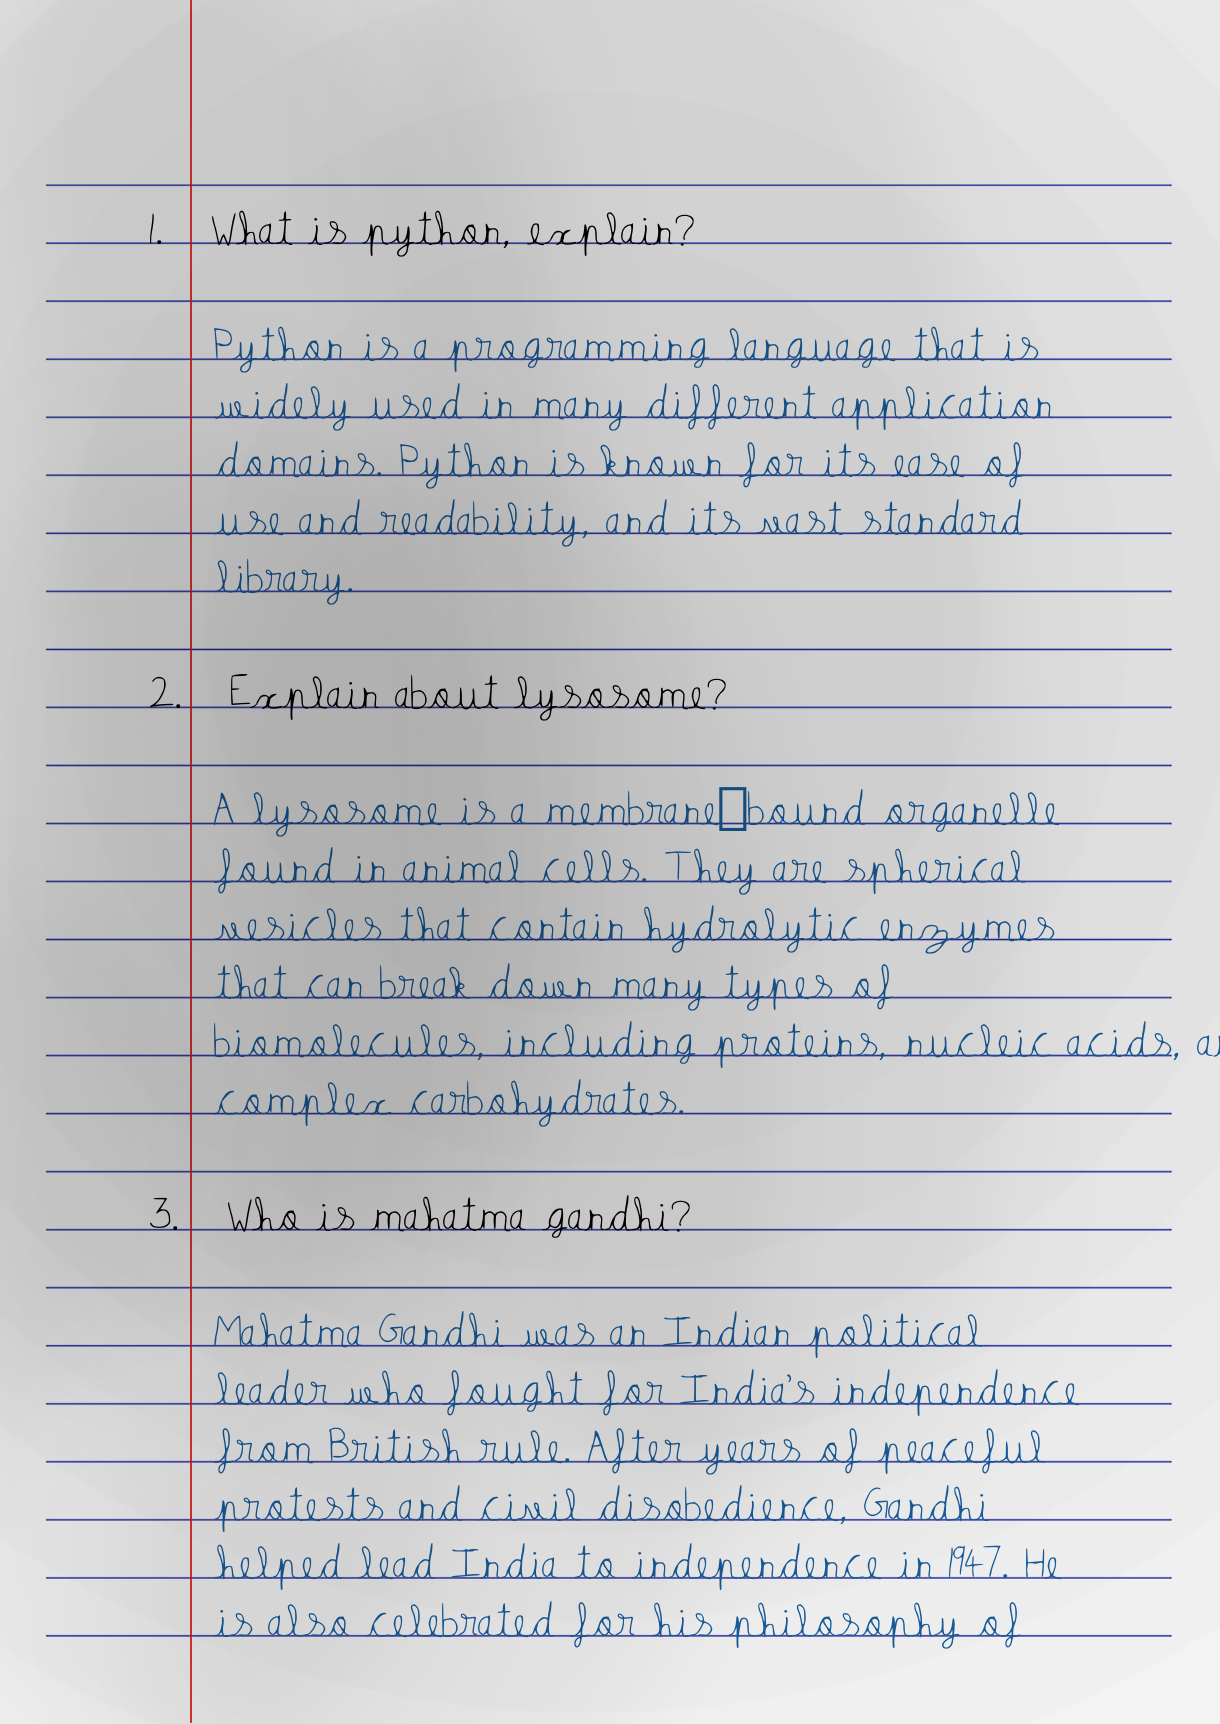 1. What is python, explain?
Python is a programming language that is
widely used in many different application
domains. Python is known for its ease of
use and readability, and its vast standard
library.
2. Explain about lysosome?
A lysosome is a membrane□bound organelle
found in animal cells. They are spherical
vesicles that contain hydrolytic enzymes
that can break down many types of
biomolecules, including proteins, nucleic acids,
complex carbohydrates.
3. Who is mahatma gandhi?
Mahatma Gandhi was an Indian political
leader who fought for India's independence
from British rule. After years of peaceful
protests and civil disobedience, Gandhi
helped lead India to independence in 1947. He
is also celebrated for his philosophy of